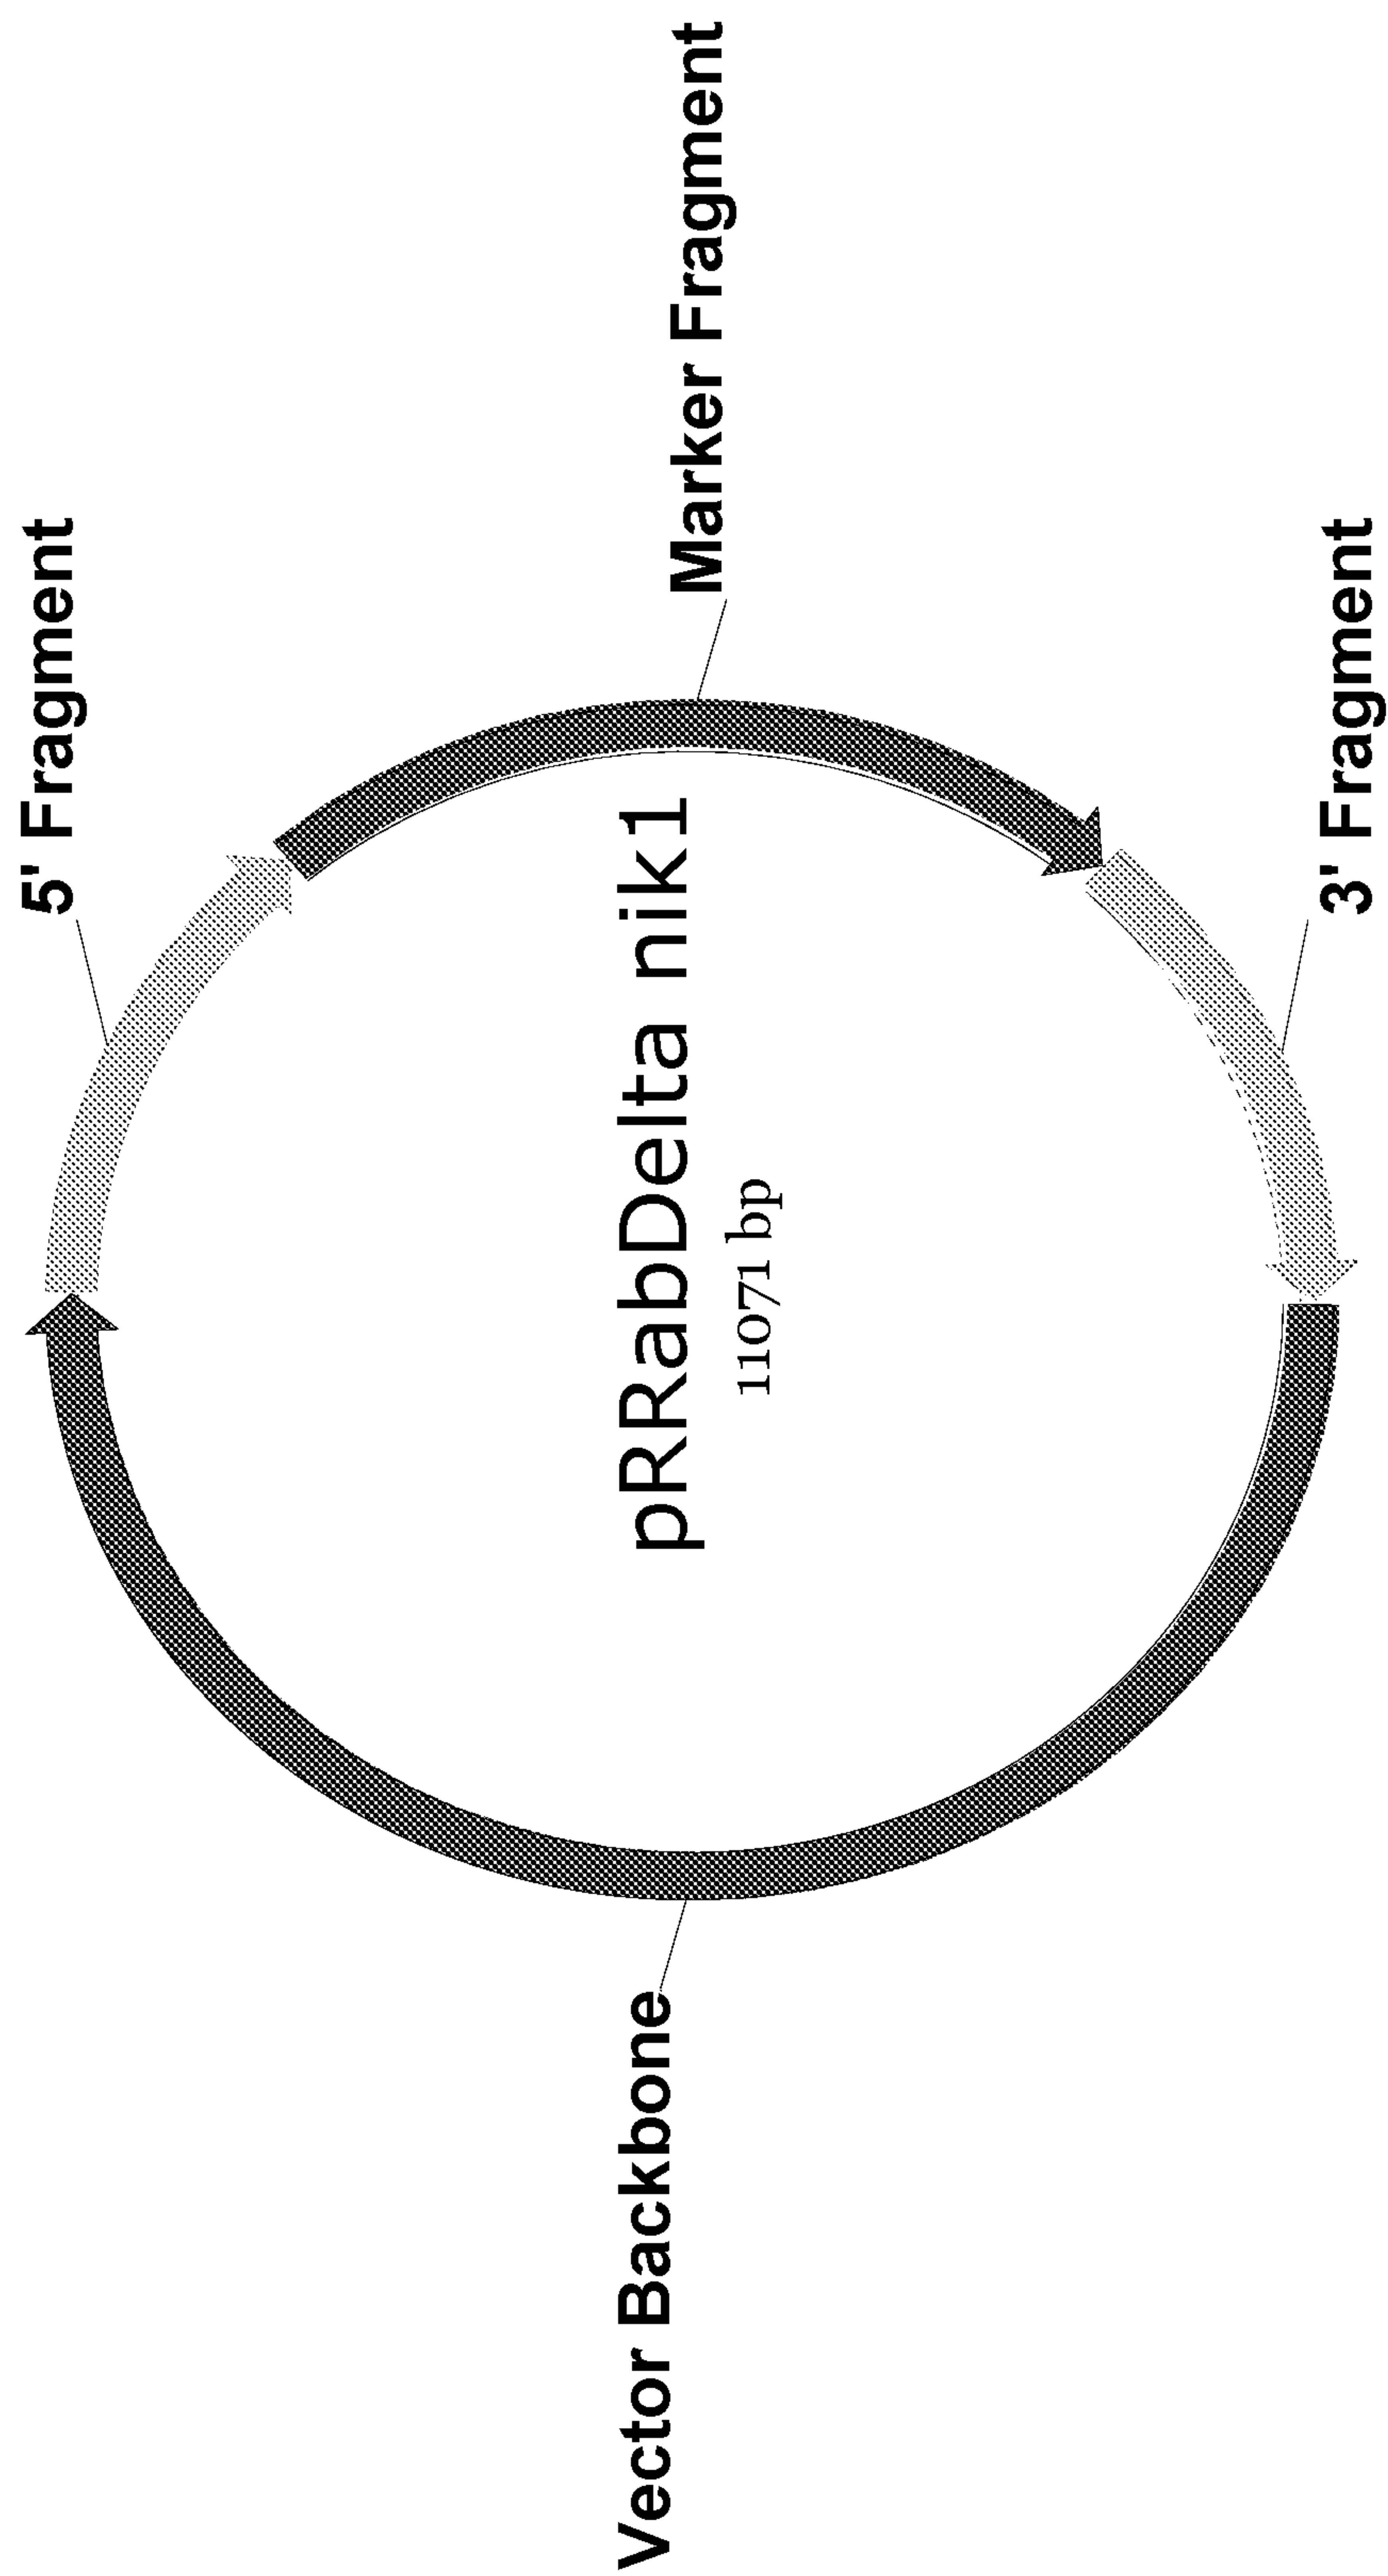 5' Fragment
Marker Fragment
Vector Backbone
pRRabDelta nik1
11071 bp
3' Fragment